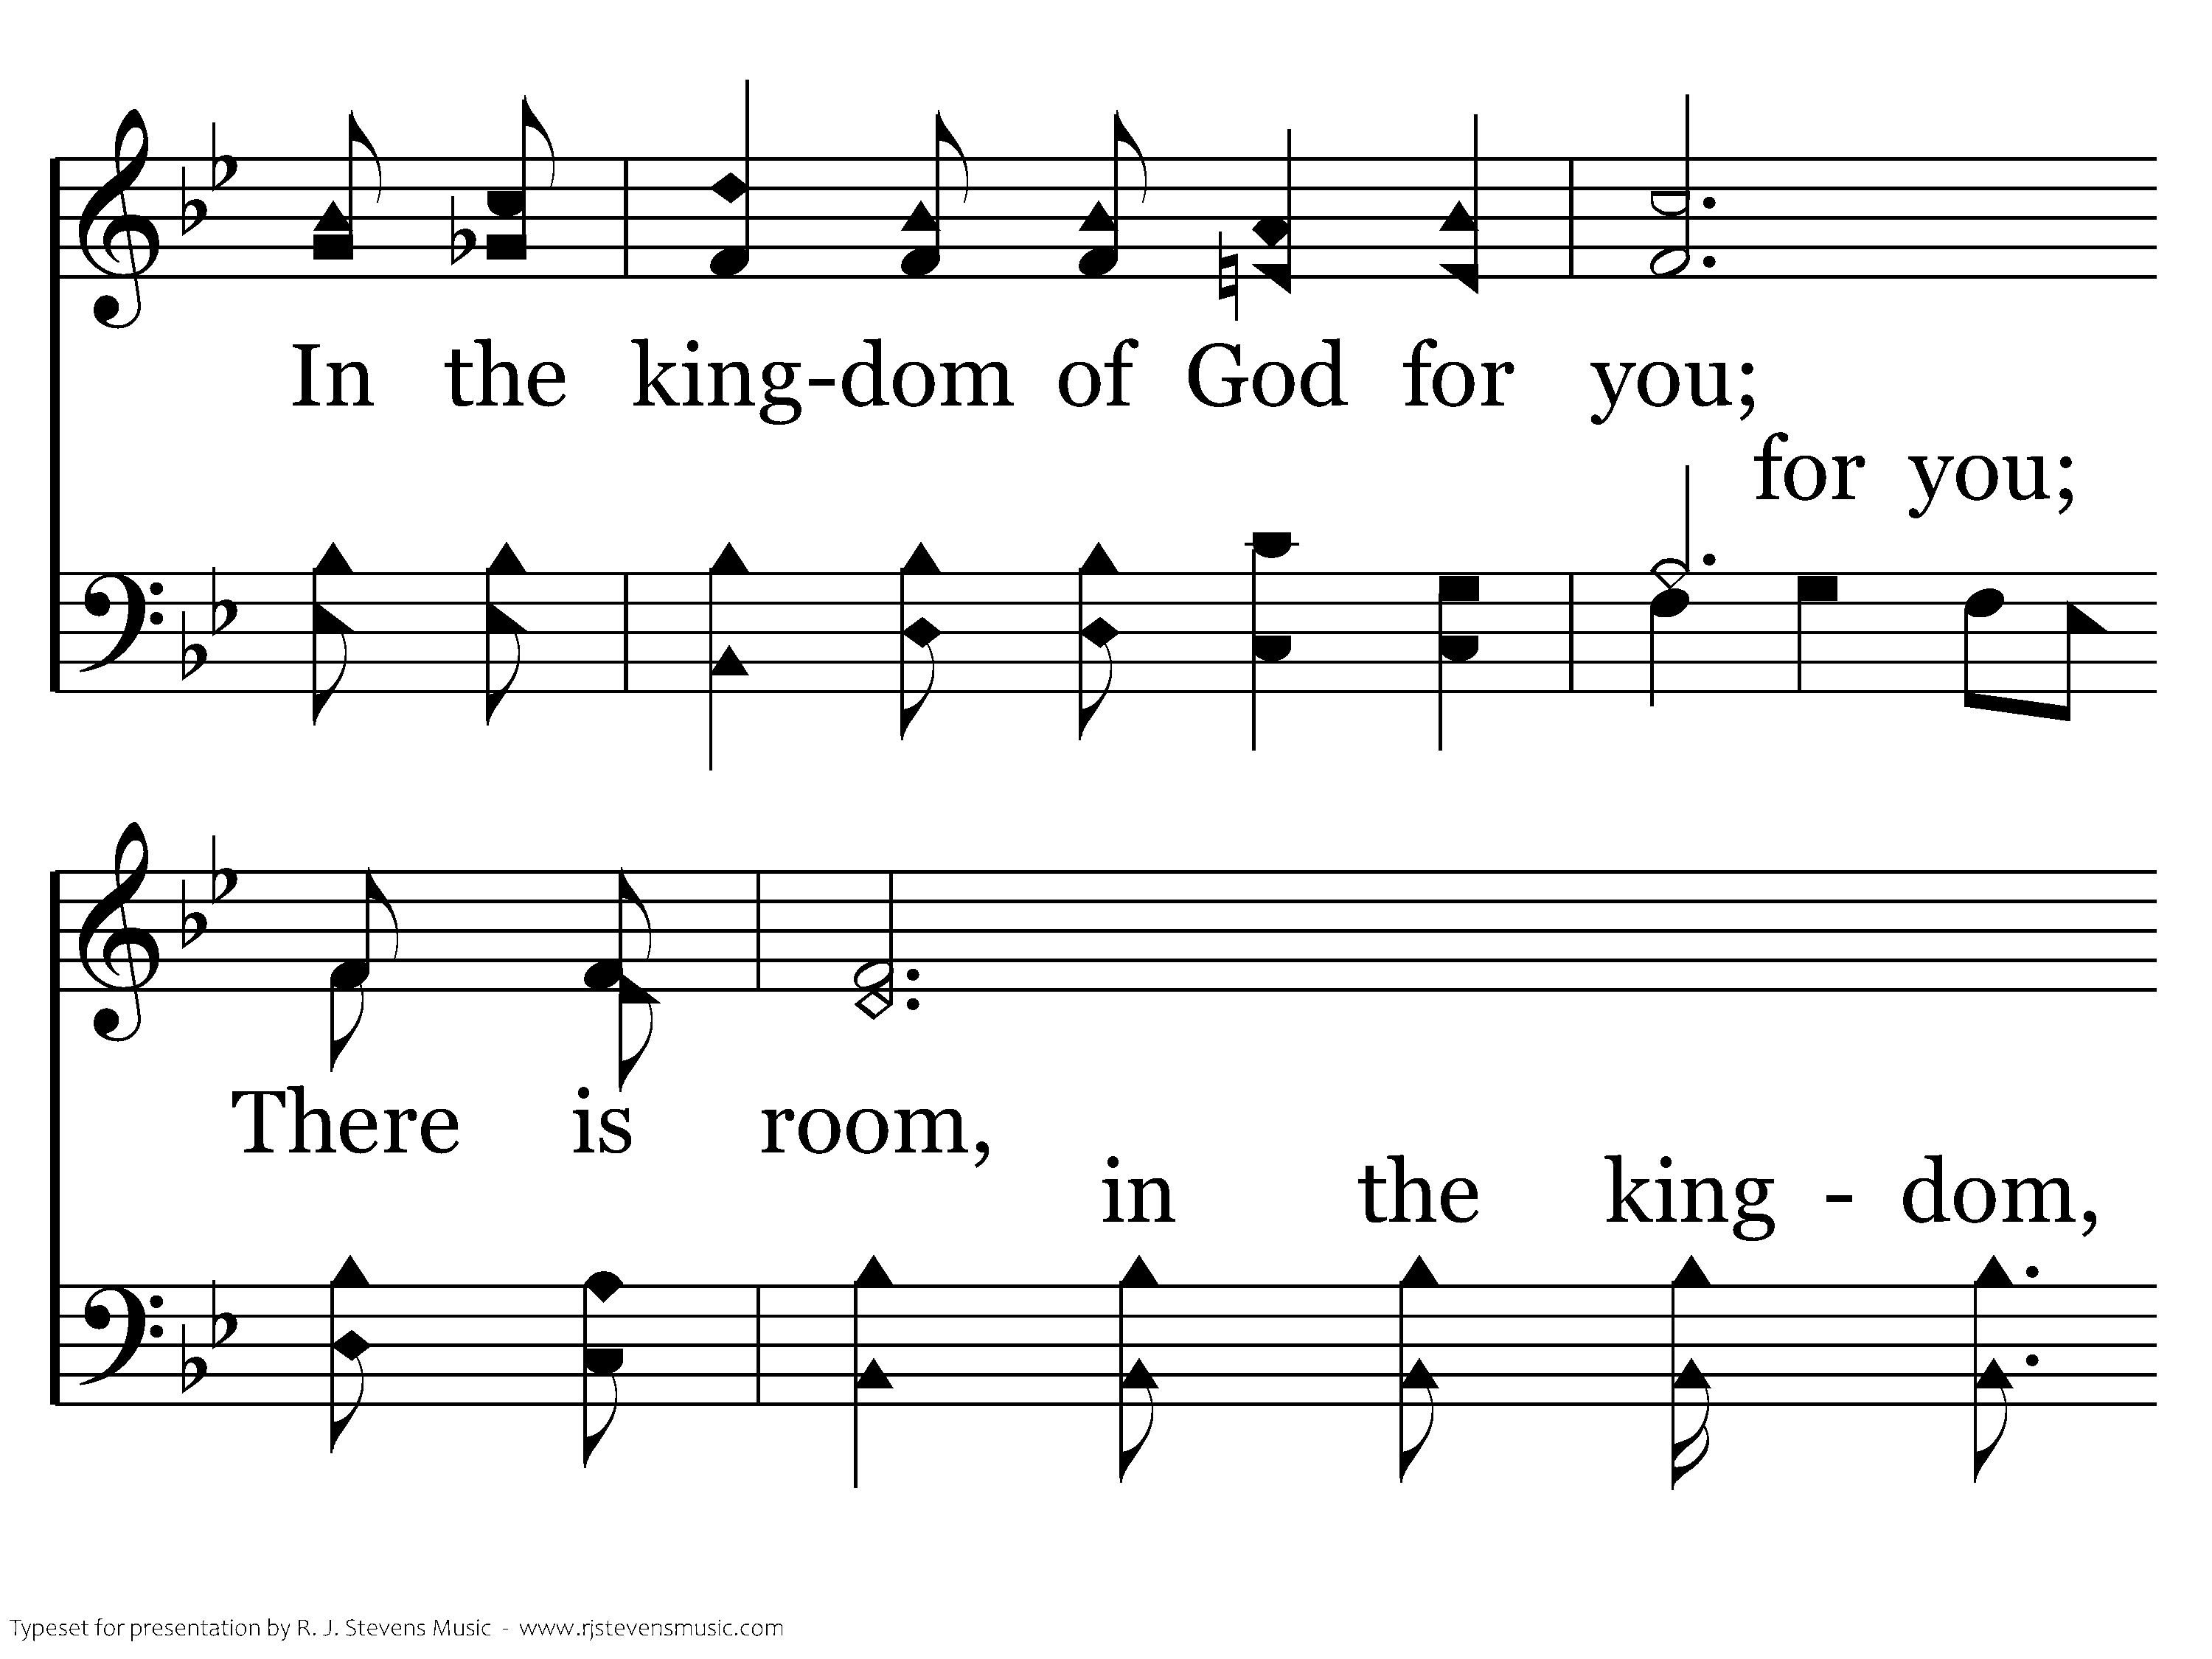 In the king-dom of God for you;
for you;
There is room,
in the king - dom,
Typeset for presentation by R. J. Stevens Music - www.rjstevensmusic.com